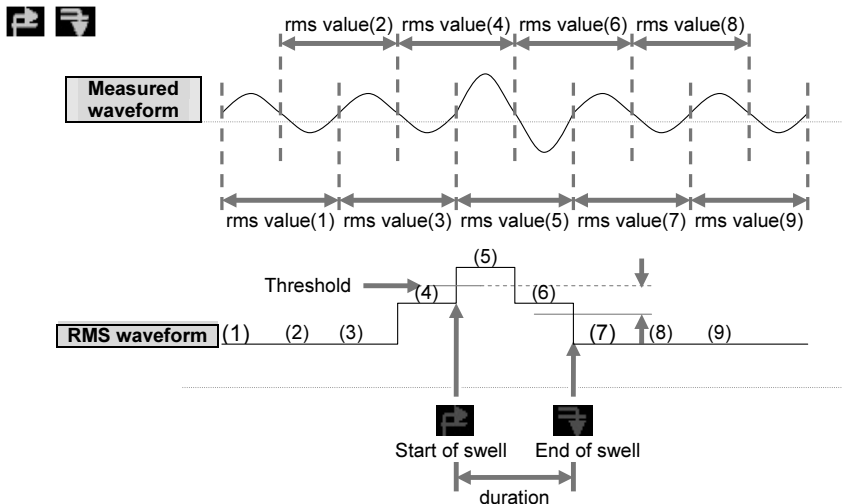 rms value(2) rms value(4) rms value(6) rms value(8)
Measured
waveform
rms value(1) rms value(3) rms value(5) rms value(7) rms value(9)
(5)
Threshold
(4) (6)
RMS waveform (1) (2) (3) (7) (8) (9)
Start of swell End of swell
duration